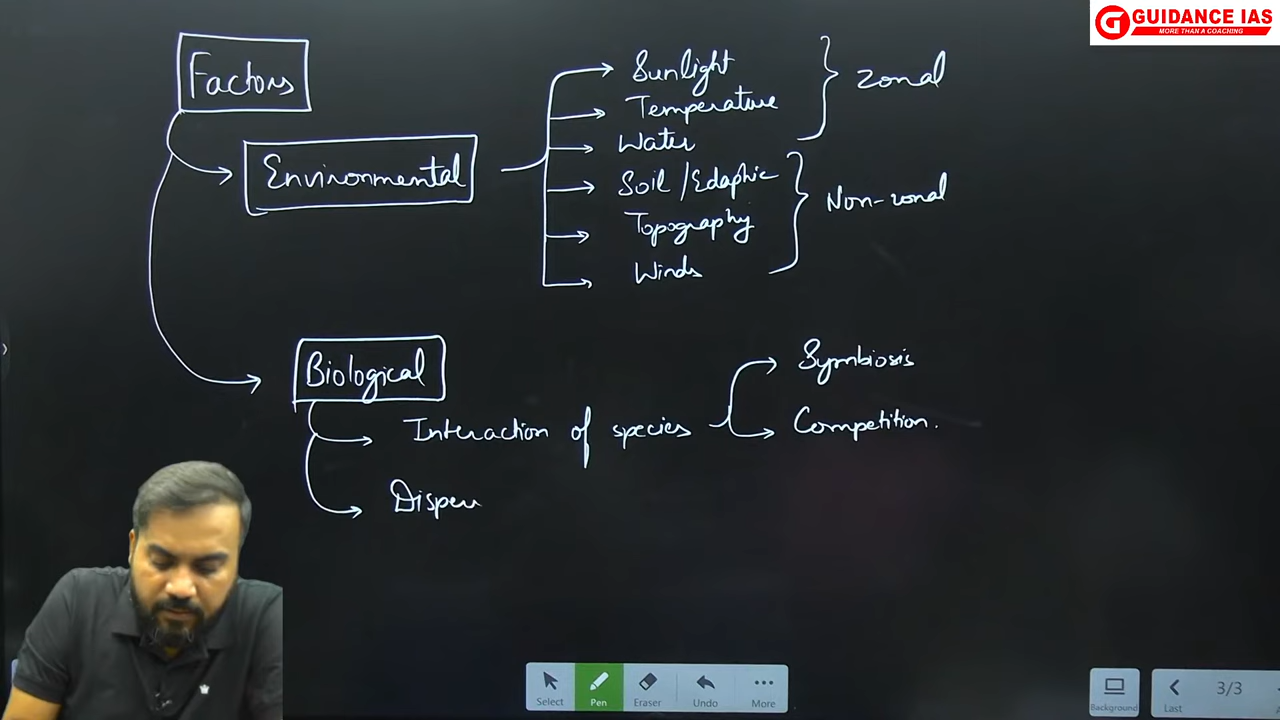 GUIDANCE IAS
MORE THAN A COACHING
Factors
Sunlight
Temperature
Water
zonal
Environmental
Soil / Edaphic
Topography
Winds
Non-zonal
Biological
Interaction of species
Symbiosis
Competition.
Disper
Select
Pen
Eraser
Undo
More
Background
Last
3/3